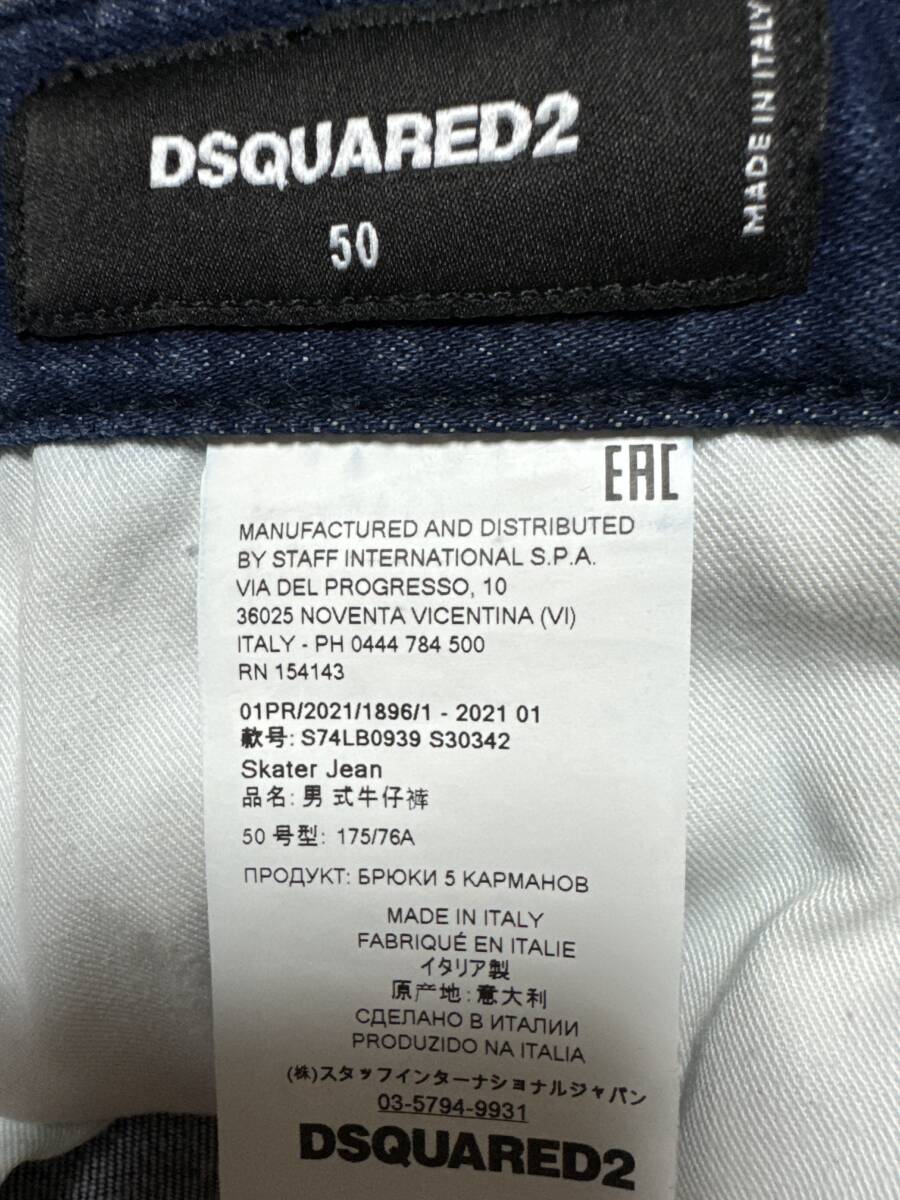 DSQUARED2
50
MADE IN ITALY
EAC
MANUFACTURED AND DISTRIBUTED
BY STAFF INTERNATIONAL S.P.A.
VIA DEL PROGRESSO, 10
36025 NOVENTA VICENTINA (VI)
ITALY - PH 0444 784 500
RN 154143
01PR/2021/1896/1 - 2021 01
款号: S74LB0939 S30342
Skater Jean
品名: 男 式牛仔裤
50 号型: 175/76A
ПРОДУКТ: БРЮКИ 5 КАРМАНОВ
MADE IN ITALY
FABRIQUÉ EN ITALIE
イタリア製
原产地: 意大利
СДЕЛАНО В ИТАЛИИ
PRODUZIDO NA ITALIA
(株)スタッフインターナショナルジャパン
03-5794-9931
DSQUARED2